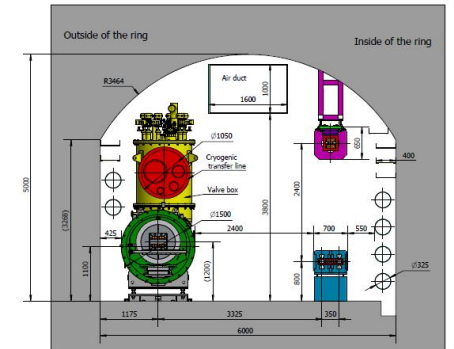 Outside of the ring
Inside of the ring
R3464
Air duct
1600
1000
Ø1050
Cryogenic
transfer line
Valve box
Ø1500
650
400
5000
(3268)
425
1100
(1200)
2400
3800
2400
700
550
800
Ø325
1175
3325
350
6000